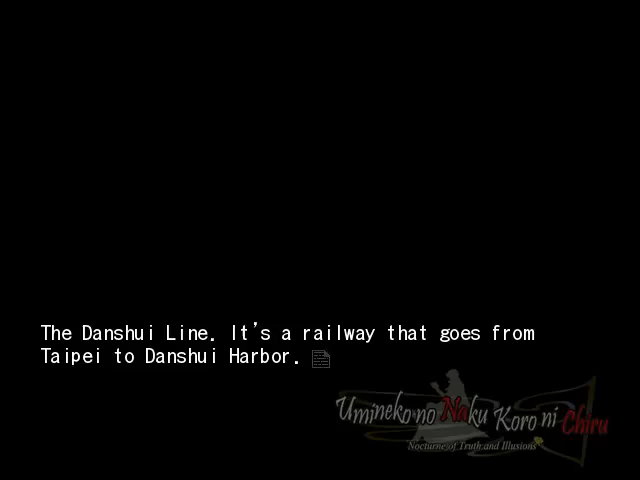 The Danshui Line. It's a railway that goes from
Taipei to Danshui Harbor.
Umineko no Naku Koro ni Chiru
Nocturne of Truth and Illusions